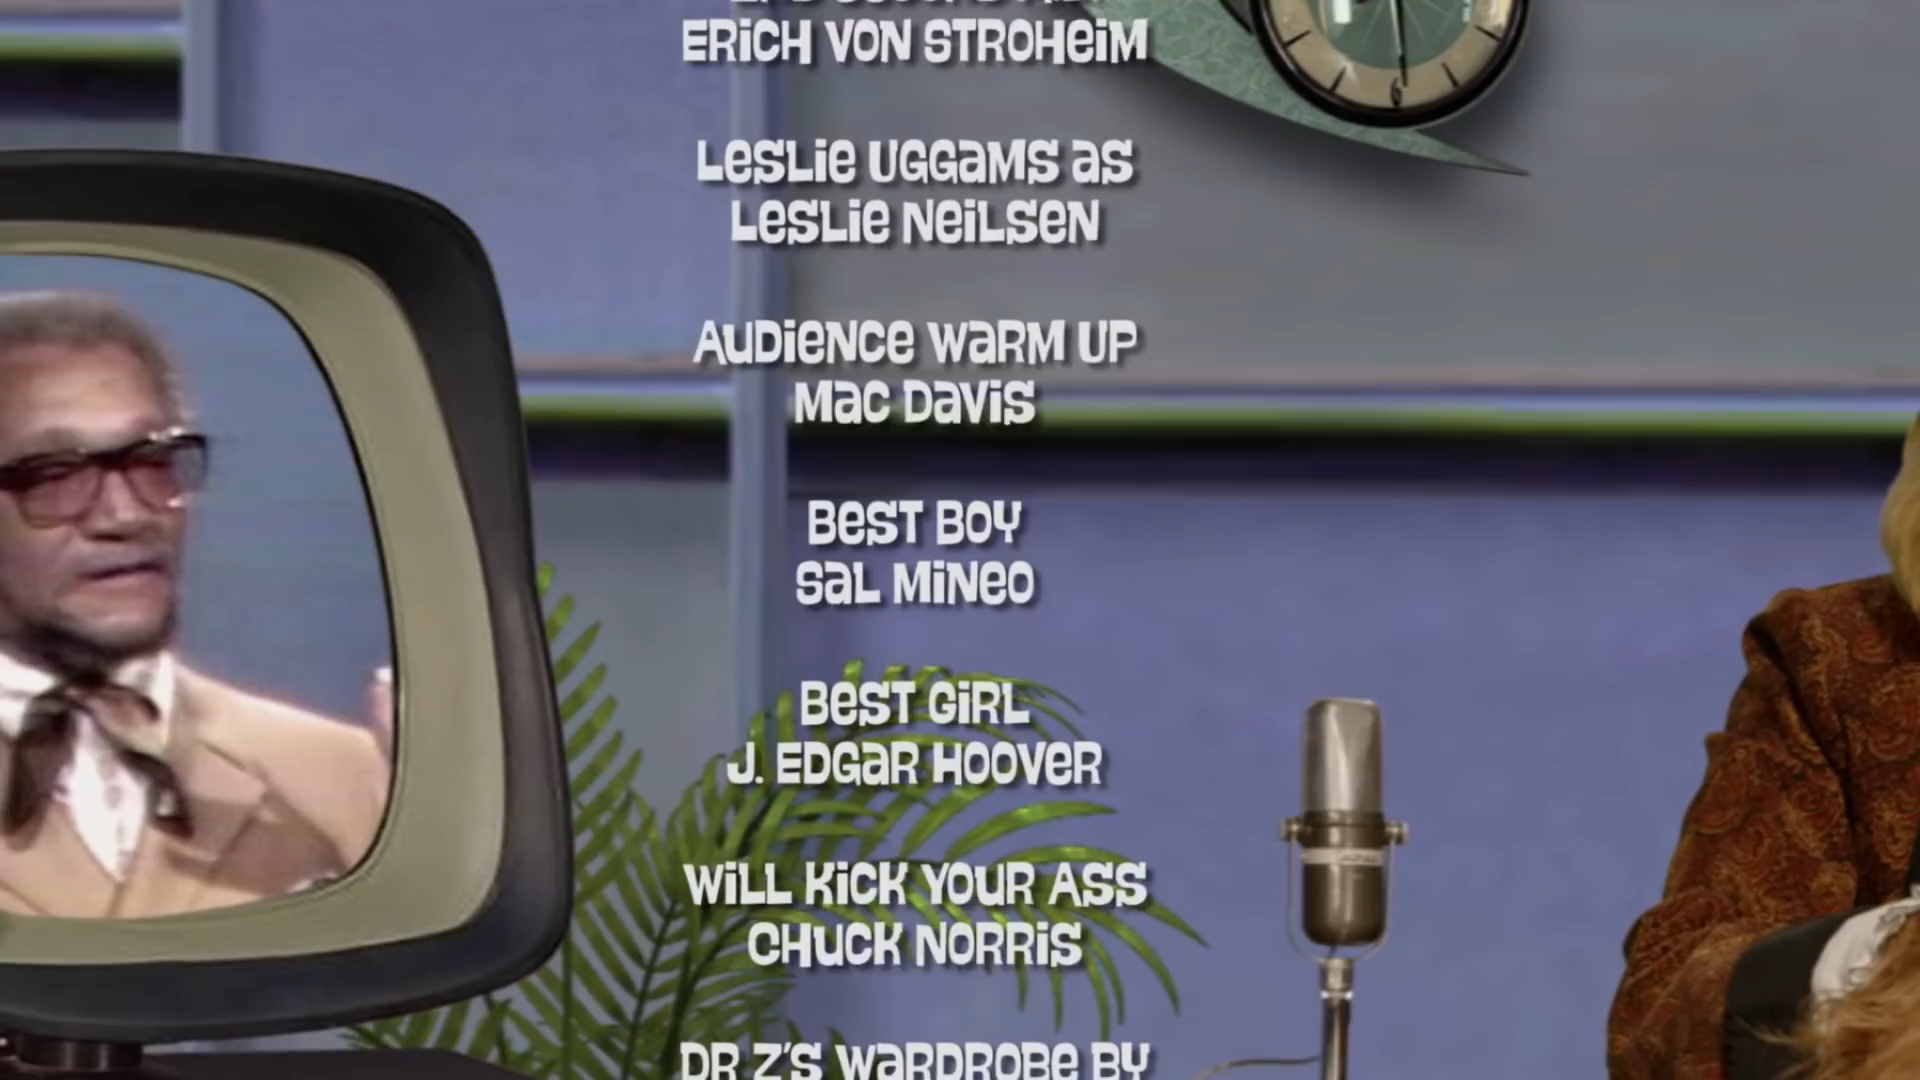 ERICH VON STROHEIM
LESLIE UGGAMS AS
LESLIE NEILSEN
AUDIENCE WARM UP
MAC DAVIS
BEST BOY
SAL MINEO
BEST GIRL
J. EDGAR HOOVER
WILL KICK YOUR ASS
CHUCK NORRIS
DR Z'S WARDROBE BY
6